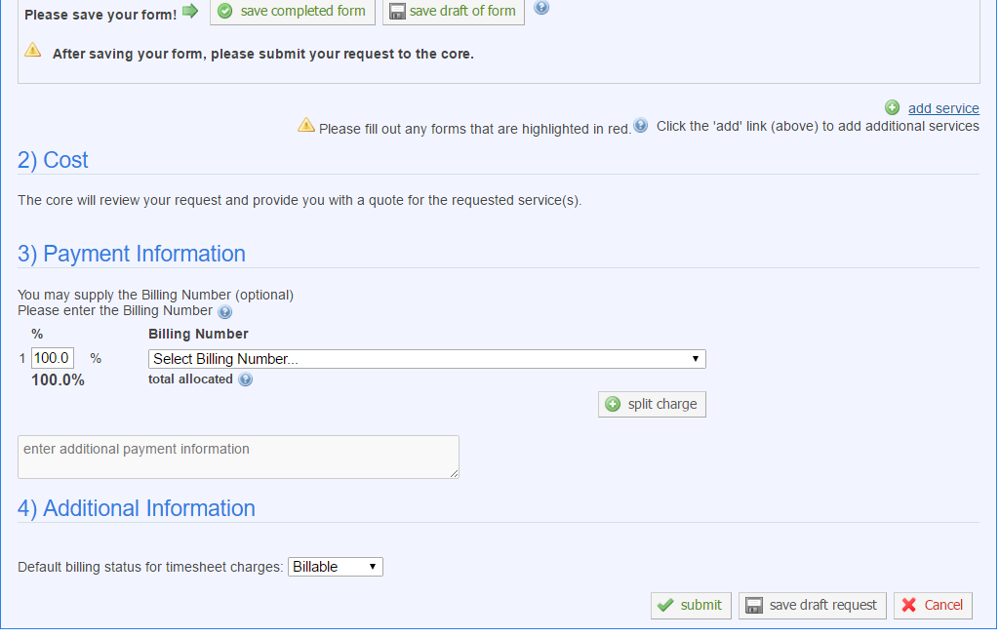 Please save your form! save completed form save draft of form
After saving your form, please submit your request to the core.
add service
Please fill out any forms that are highlighted in red. Click the 'add' link (above) to add additional services
2) Cost
The core will review your request and provide you with a quote for the requested service(s).
3) Payment Information
You may supply the Billing Number (optional)
Please enter the Billing Number
% Billing Number
1 100.0 % Select Billing Number...
100.0% total allocated
split charge
enter additional payment information
4) Additional Information
Default billing status for timesheet charges: Billable
submit save draft request Cancel